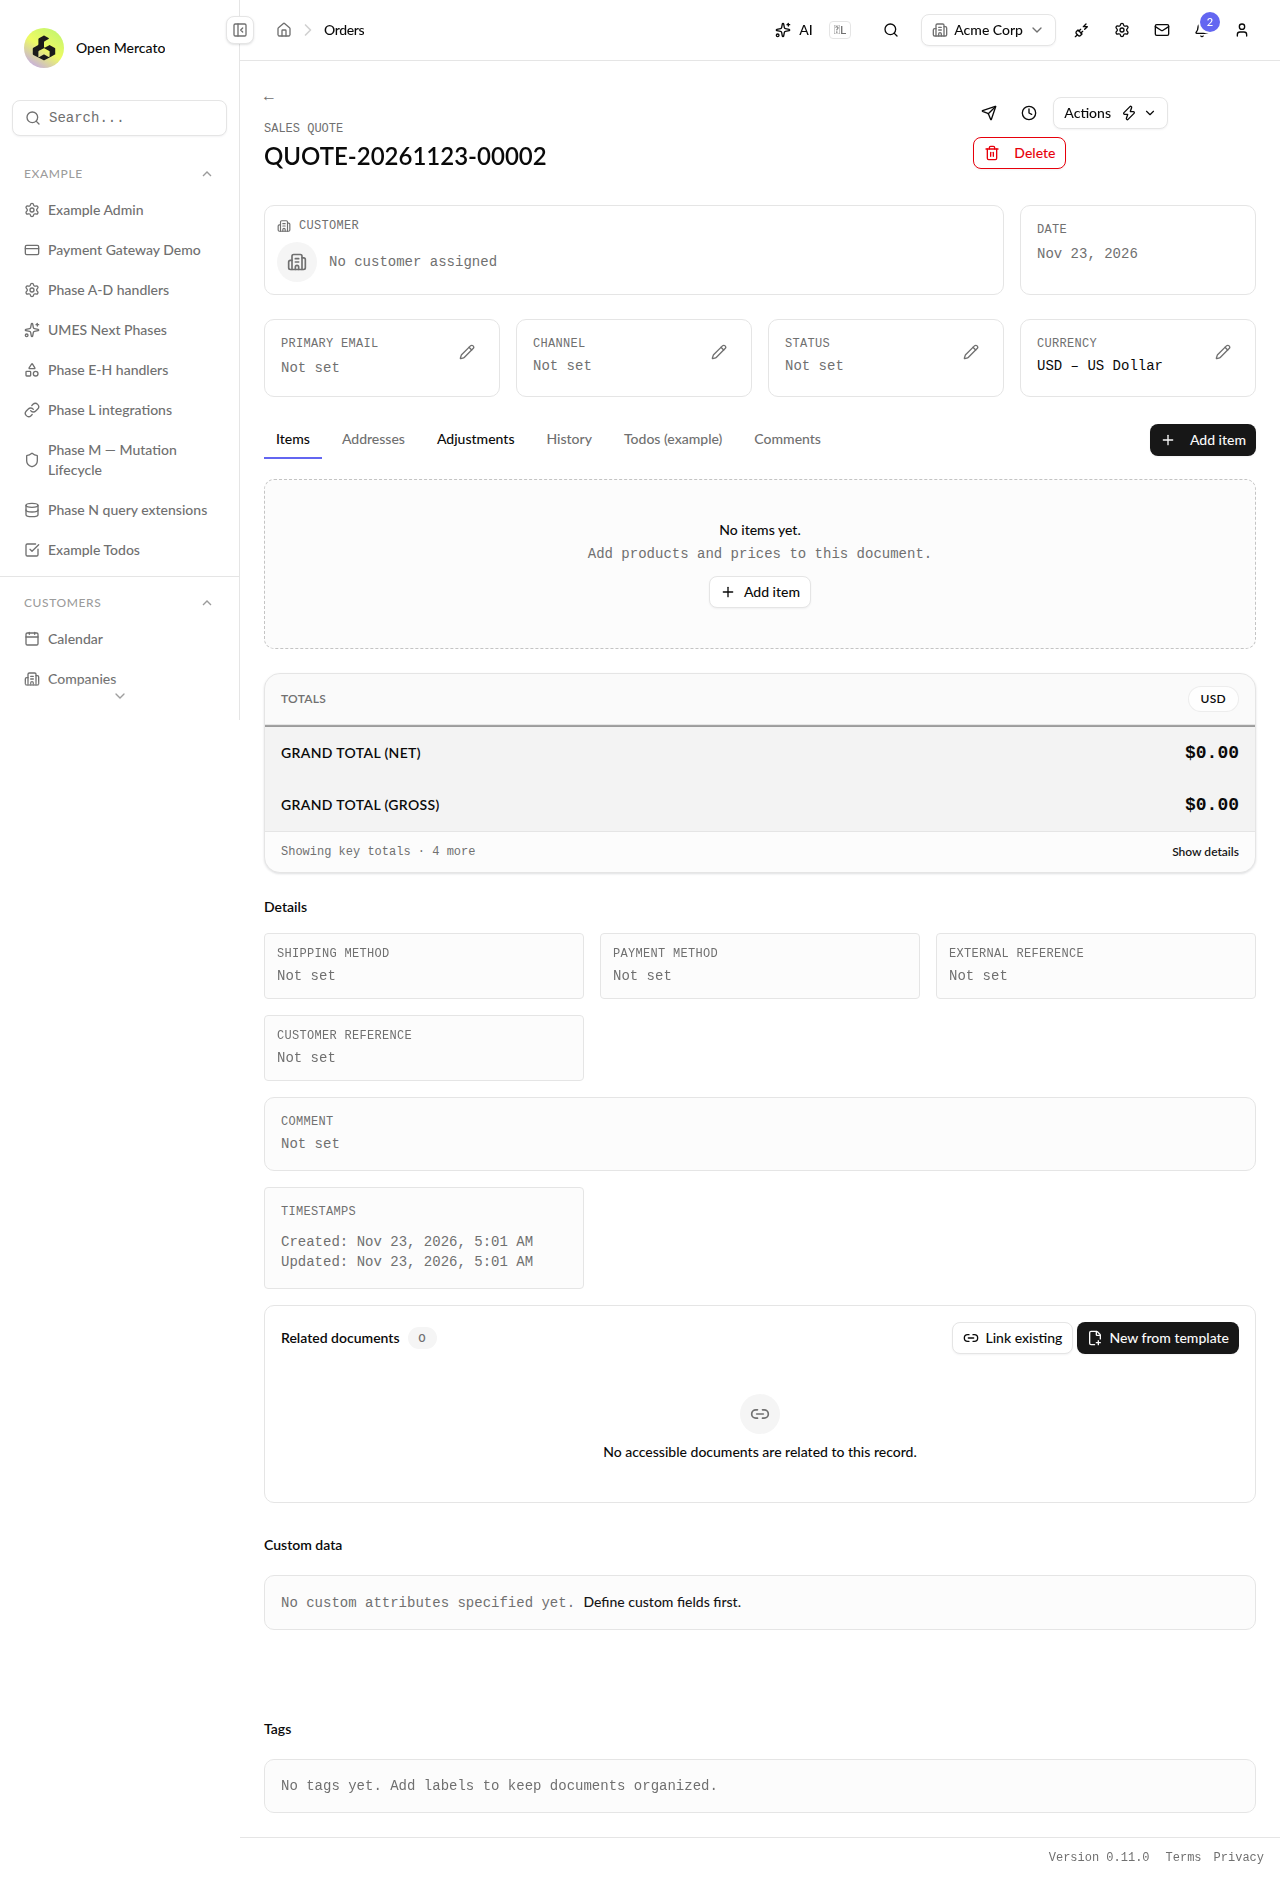 Open Mercato
Search...
EXAMPLE
Example Admin
Payment Gateway Demo
Phase A-D handlers
UMES Next Phases
Phase E-H handlers
Phase L integrations
Phase M — Mutation
Lifecycle
Phase N query extensions
Example Todos
CUSTOMERS
Calendar
Companies
Orders
AI
L
Acme Corp
2
←
SALES QUOTE
QUOTE-20261123-00002
Actions
Delete
CUSTOMER
No customer assigned
DATE
Nov 23, 2026
PRIMARY EMAIL
Not set
CHANNEL
Not set
STATUS
Not set
CURRENCY
USD – US Dollar
Items
Addresses
Adjustments
History
Todos (example)
Comments
Add item
No items yet.
Add products and prices to this document.
Add item
TOTALS
USD
GRAND TOTAL (NET)
$0.00
GRAND TOTAL (GROSS)
$0.00
Showing key totals · 4 more
Show details
Details
SHIPPING METHOD
Not set
PAYMENT METHOD
Not set
EXTERNAL REFERENCE
Not set
CUSTOMER REFERENCE
Not set
COMMENT
Not set
TIMESTAMPS
Created: Nov 23, 2026, 5:01 AM
Updated: Nov 23, 2026, 5:01 AM
Related documents 0
Link existing
New from template
No accessible documents are related to this record.
Custom data
No custom attributes specified yet. Define custom fields first.
Tags
No tags yet. Add labels to keep documents organized.
Version 0.11.0
Terms
Privacy